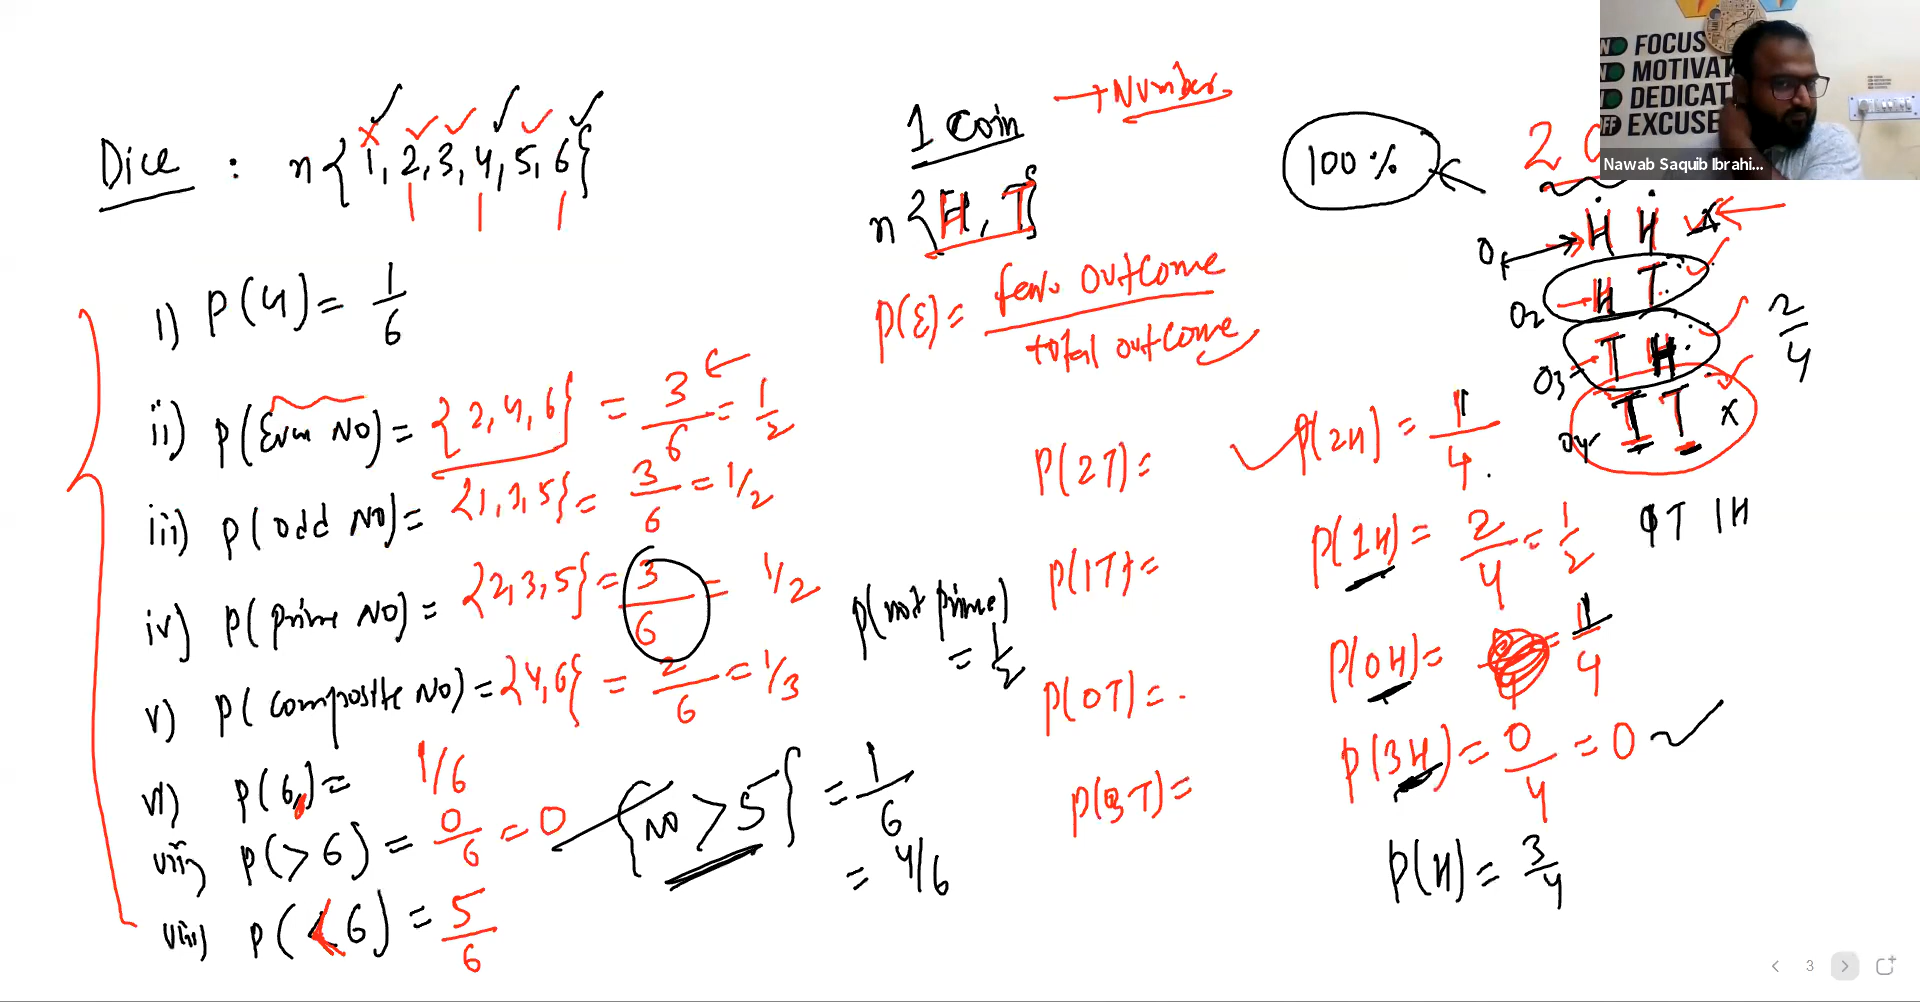 Dice : n{1, 2, 3, 4, 5, 6}
i) P(4) = 1/6
ii) P(Even NO) = {2, 4, 6} = 3/6 = 1/2
iii) P(odd NO) = {1, 3, 5} = 3/6 = 1/2
iv) P(prime NO) = {2, 3, 5} = 3/6 = 1/2
P(not prime) = 1/2
v) P(composite NO) = {4, 6} = 2/6 = 1/3
vi) P(6) = 1/6
vii) P(>6) = 0/6 = 0
{NO > 5} = 1/6
= 4/6
viii) P(<6) = 5/6
1 Coin → Number
n{H, T}
P(E) = fav. outcome / total outcome
P(2T) =
P(1T) =
P(0T) =
P(3T) =
100%
2
H H
O2 H T
O3 T H
O4 T T
2/4
P(2H) = 1/4
P(1H) = 2/4 = 1/2
1H
P(0H) = 1/4
P(3H) = 0/4 = 0
P(H) = 3/4
FOCUS
MOTIVAT
DEDICAT
OFF EXCUSE
Nawab Saquib Ibrahi...
3